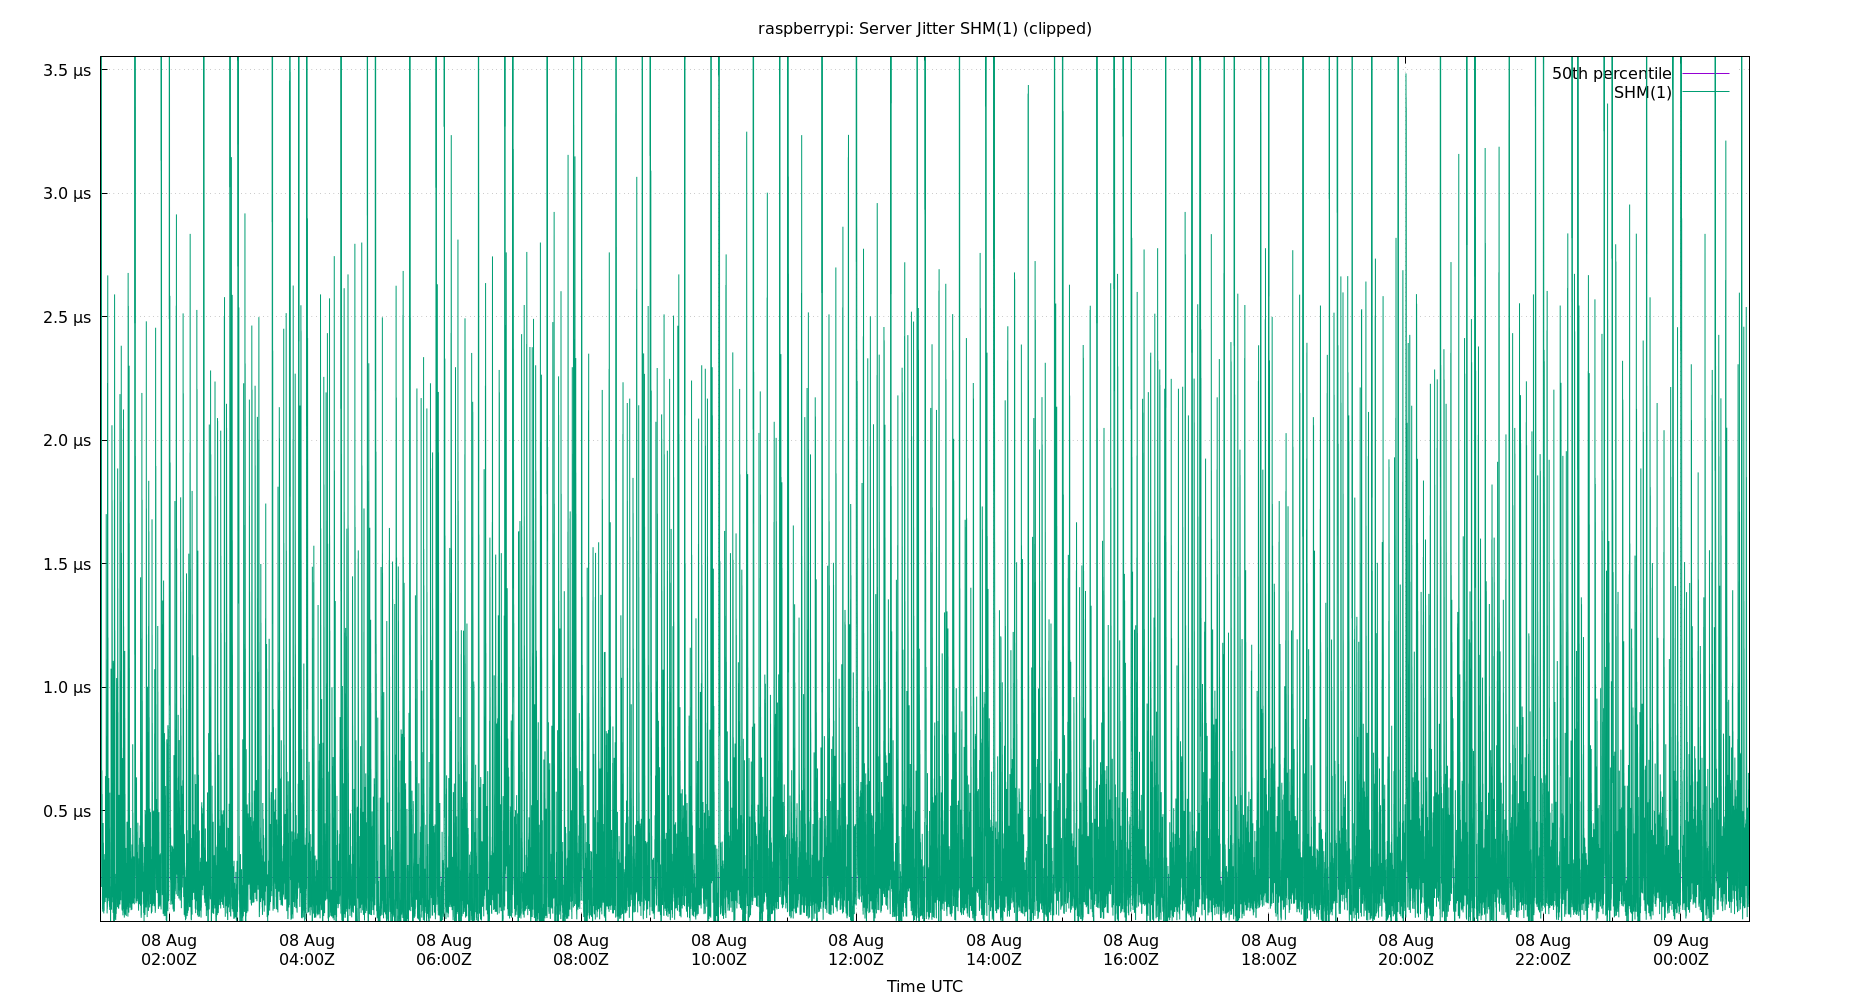 raspberrypi: Server Jitter SHM(1) (clipped)
3.5 µs
3.0 µs
2.5 µs
2.0 µs
1.5 µs
1.0 µs
0.5 µs
50th percentile
SHM(1)
08 Aug 08 Aug 08 Aug 08 Aug 08 Aug 08 Aug 08 Aug 08 Aug 08 Aug 08 Aug 08 Aug 09 Aug
02:00Z 04:00Z 06:00Z 08:00Z 10:00Z 12:00Z 14:00Z 16:00Z 18:00Z 20:00Z 22:00Z 00:00Z
Time UTC